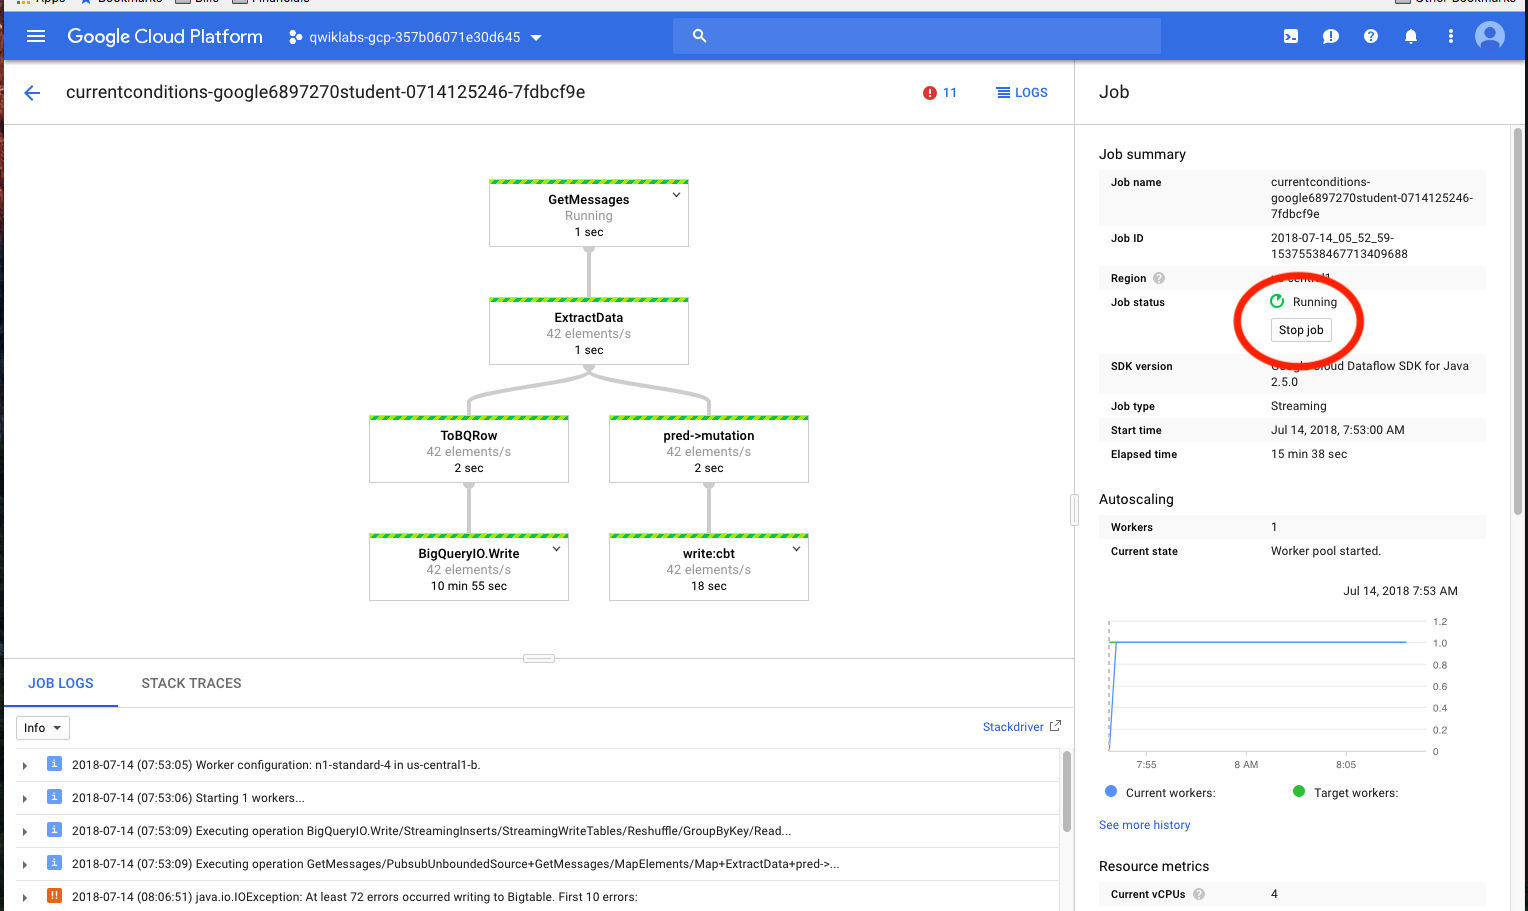 Apps Bookmarks Bills Financials Other Bookmarks
Google Cloud Platform qwiklabs-gcp-357b06071e30d645
currentconditions-google6897270student-0714125246-7fdbcf9e 11 LOGS
GetMessages
Running
1 sec
ExtractData
42 elements/s
1 sec
ToBQRow
42 elements/s
2 sec
pred->mutation
42 elements/s
2 sec
BigQueryIO.Write
42 elements/s
10 min 55 sec
write:cbt
42 elements/s
18 sec
JOB LOGS STACK TRACES
Info Stackdriver
2018-07-14 (07:53:05) Worker configuration: n1-standard-4 in us-central1-b.
2018-07-14 (07:53:06) Starting 1 workers...
2018-07-14 (07:53:09) Executing operation BigQueryIO.Write/StreamingInserts/StreamingWriteTables/Reshuffle/GroupByKey/Read...
2018-07-14 (07:53:09) Executing operation GetMessages/PubsubUnboundedSource+GetMessages/MapElements/Map+ExtractData+pred->...
2018-07-14 (08:06:51) java.io.IOException: At least 72 errors occurred writing to Bigtable. First 10 errors:
Job
Job summary
Job name currentconditions-
google6897270student-0714125246-
7fdbcf9e
Job ID 2018-07-14_05_52_59-
15375538467713409688
Region us-central1
Job status Running
Stop job
SDK version Google Cloud Dataflow SDK for Java
2.5.0
Job type Streaming
Start time Jul 14, 2018, 7:53:00 AM
Elapsed time 15 min 38 sec
Autoscaling
Workers 1
Current state Worker pool started.
Jul 14, 2018 7:53 AM
1.2
1.0
0.8
0.6
0.4
0.2
0
7:55 8 AM 8:05
Current workers: Target workers:
See more history
Resource metrics
Current vCPUs 4